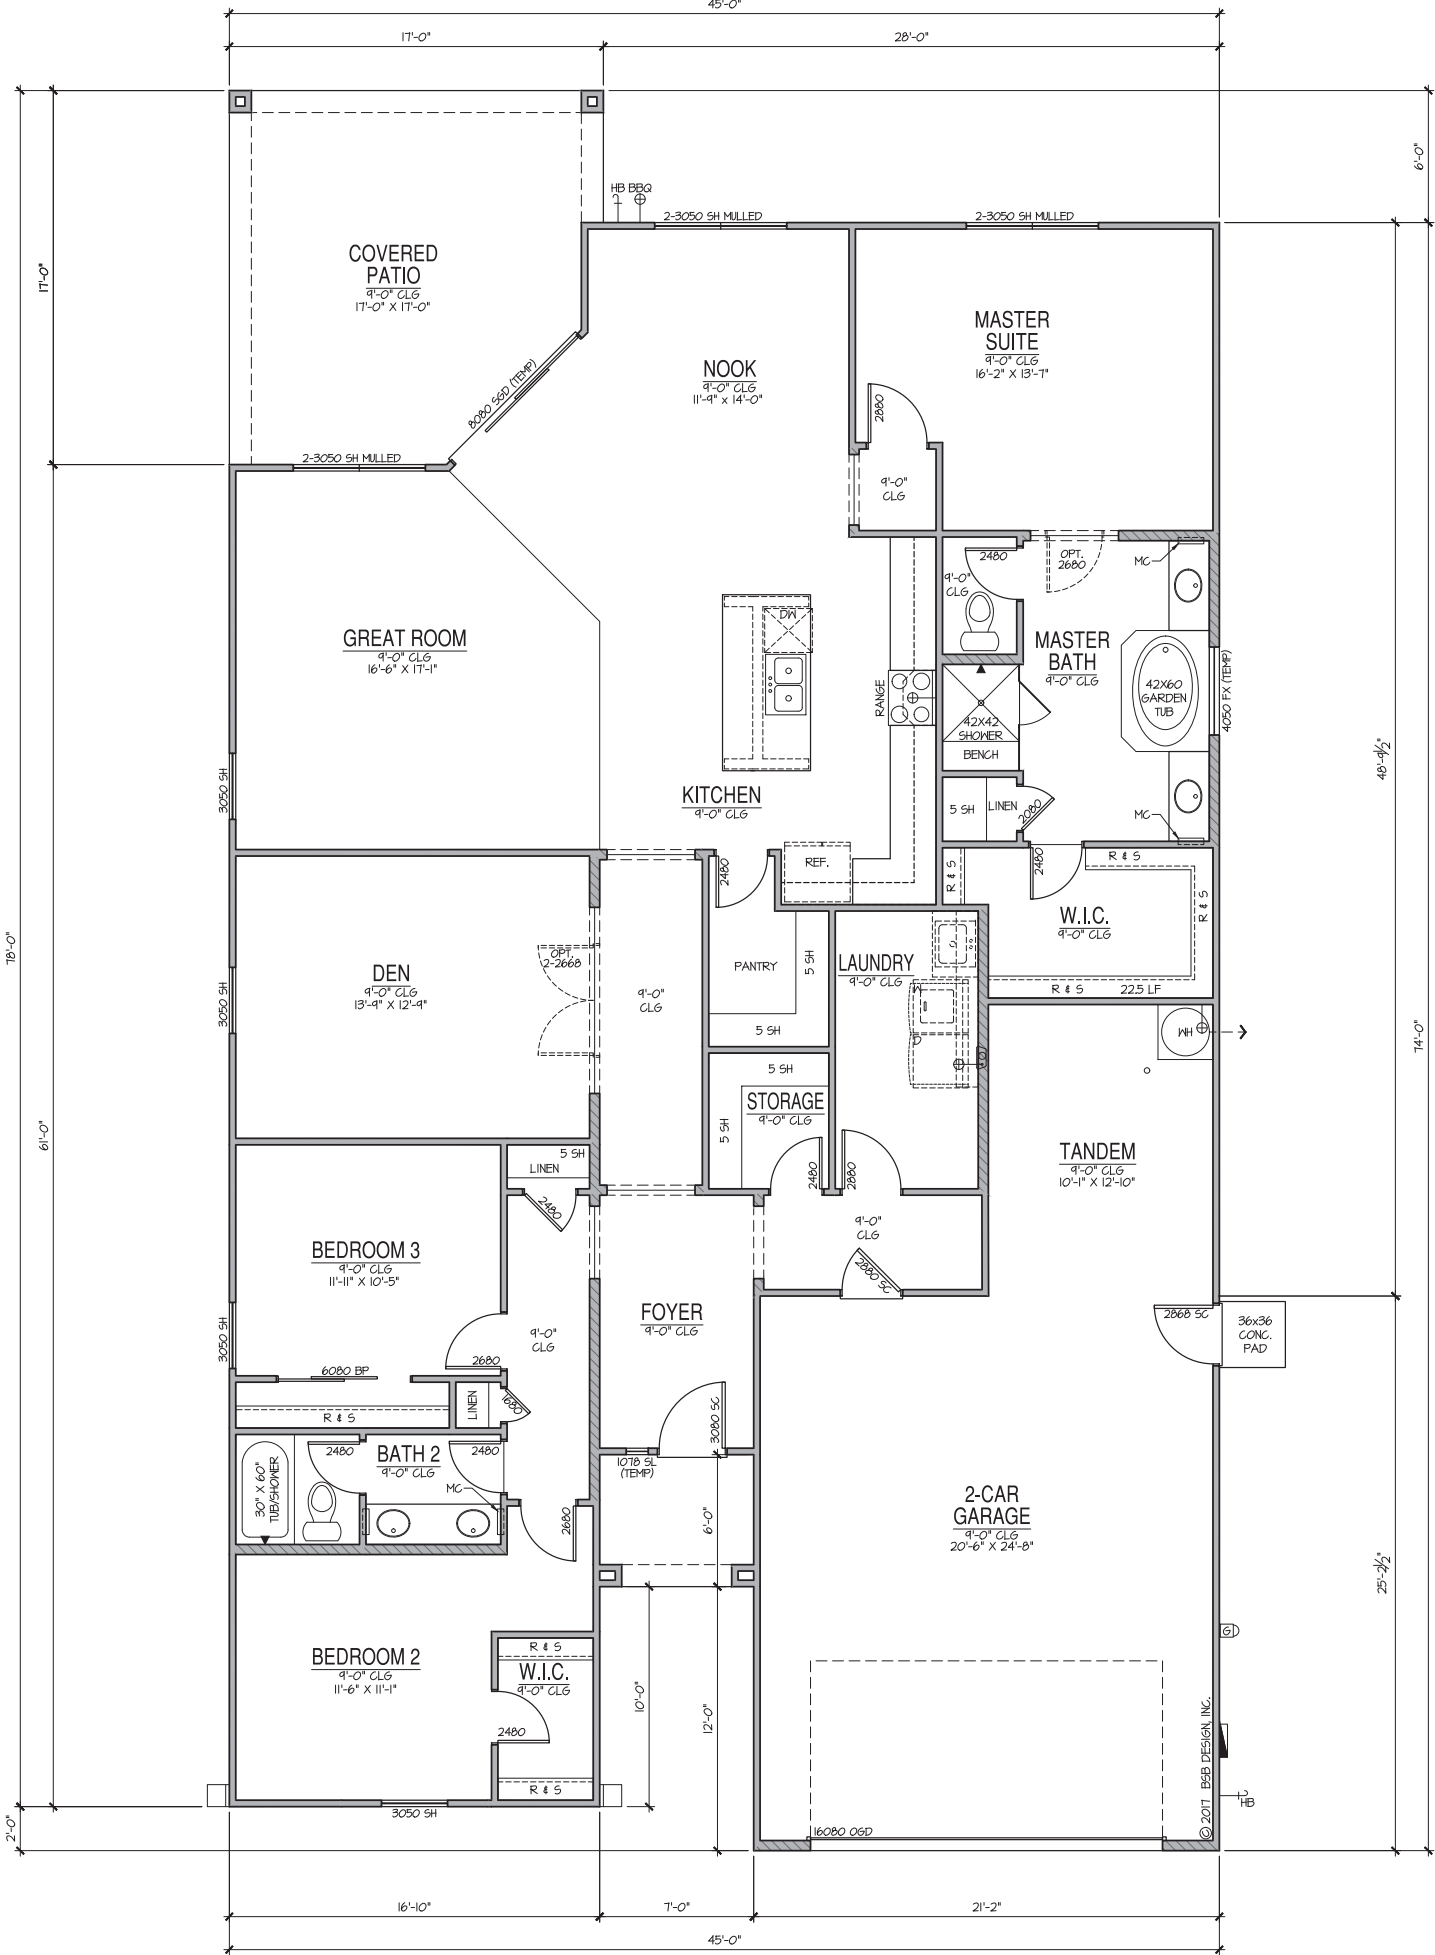 45'-0"
17'-0"
28'-0"
6'-0"
HB BBQ
2-3050 SH MULLED
2-3050 SH MULLED
COVERED
PATIO
9'-0" CLG
17'-0" X 17'-0"
17'-0"
MASTER
SUITE
9'-0" CLG
16'-2" X 13'-7"
NOOK
9'-0" CLG
11'-9" x 14'-0"
8080 SGD (TEMP)
2880
2-3050 SH MULLED
9'-0"
CLG
2480
OPT.
2680
MC
9'-0"
CLG
DW
GREAT ROOM
9'-0" CLG
16'-6" X 17'-1"
MASTER
BATH
9'-0" CLG
RANGE
42X60
GARDEN
TUB
4050 FX (TEMP)
42X42
SHOWER
BENCH
48'-9 1/2"
3050 SH
KITCHEN
9'-0" CLG
5 SH
LINEN
2080
MC
REF.
2480
2480
R & S
R & S
R & S
W.I.C.
9'-0" CLG
78'-0"
OPT.
2-2668
PANTRY
5 SH
LAUNDRY
9'-0" CLG
DEN
9'-0" CLG
13'-9" X 12'-9"
3050 SH
9'-0"
CLG
R & S
22.5 LF
W
D
5 SH
WH
74'-0"
5 SH
STORAGE
9'-0" CLG
5 SH
61'-0"
TANDEM
9'-0" CLG
10'-1" X 12'-10"
5 SH
LINEN
2480
2480
2880
9'-0"
CLG
BEDROOM 3
9'-0" CLG
11'-11" X 10'-5"
2880 SC
FOYER
9'-0" CLG
2868 SC
36x36
CONC.
PAD
3050 SH
9'-0"
CLG
2680
6080 BP
LINEN
1680
R & S
3080 SC
2480
BATH 2
9'-0" CLG
2480
1078 SL
(TEMP)
30" X 60"
TUB/SHOWER
MC
2-CAR
GARAGE
9'-0" CLG
20'-6" X 24'-8"
2680
6'-0"
25'-2 1/2"
G
BEDROOM 2
9'-0" CLG
11'-6" X 11'-1"
R & S
W.I.C.
9'-0" CLG
2480
10'-0"
12'-0"
R & S
© 2017 BSB DESIGN, INC.
HB
3050 SH
2'-0"
16080 OGD
16'-10"
7'-0"
21'-2"
45'-0"